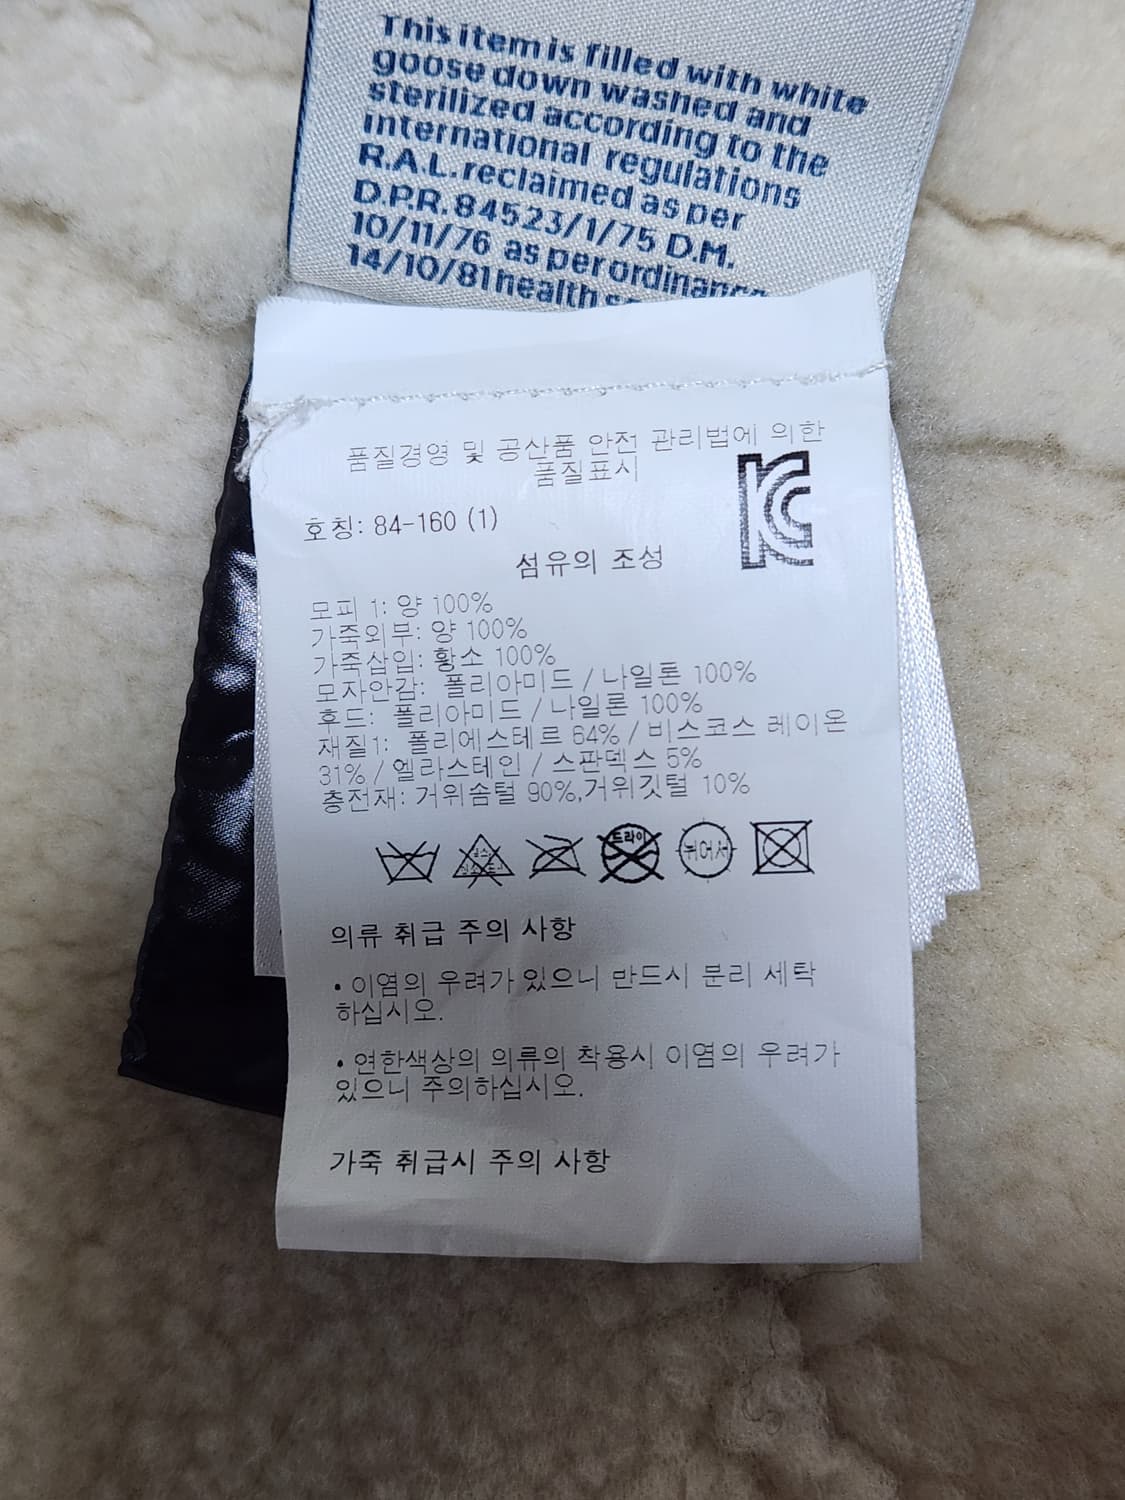 This item is filled with white
goose down washed and
sterilized according to the
international regulations
R.A.L. reclaimed as per
D.P.R. 84523/1/75 D.M.
10/11/76 as per ordinance
14/10/81 health
품질경영 및 공산품 안전 관리법에 의한
품질표시
KC
호칭: 84-160 (1)
섬유의 조성
모피 1: 양 100%
가죽외부: 양 100%
가죽삽입: 황소 100%
모자안감: 폴리아미드 / 나일론 100%
후드: 폴리아미드 / 나일론 100%
재질1: 폴리에스테르 64% / 비스코스 레이온
31% / 엘라스테인 / 스판덱스 5%
충전재: 거위솜털 90%,거위깃털 10%
드라이
뉘어서
의류 취급 주의 사항
• 이염의 우려가 있으니 반드시 분리 세탁
하십시오.
• 연한색상의 의류의 착용시 이염의 우려가
있으니 주의하십시오.
가죽 취급시 주의 사항